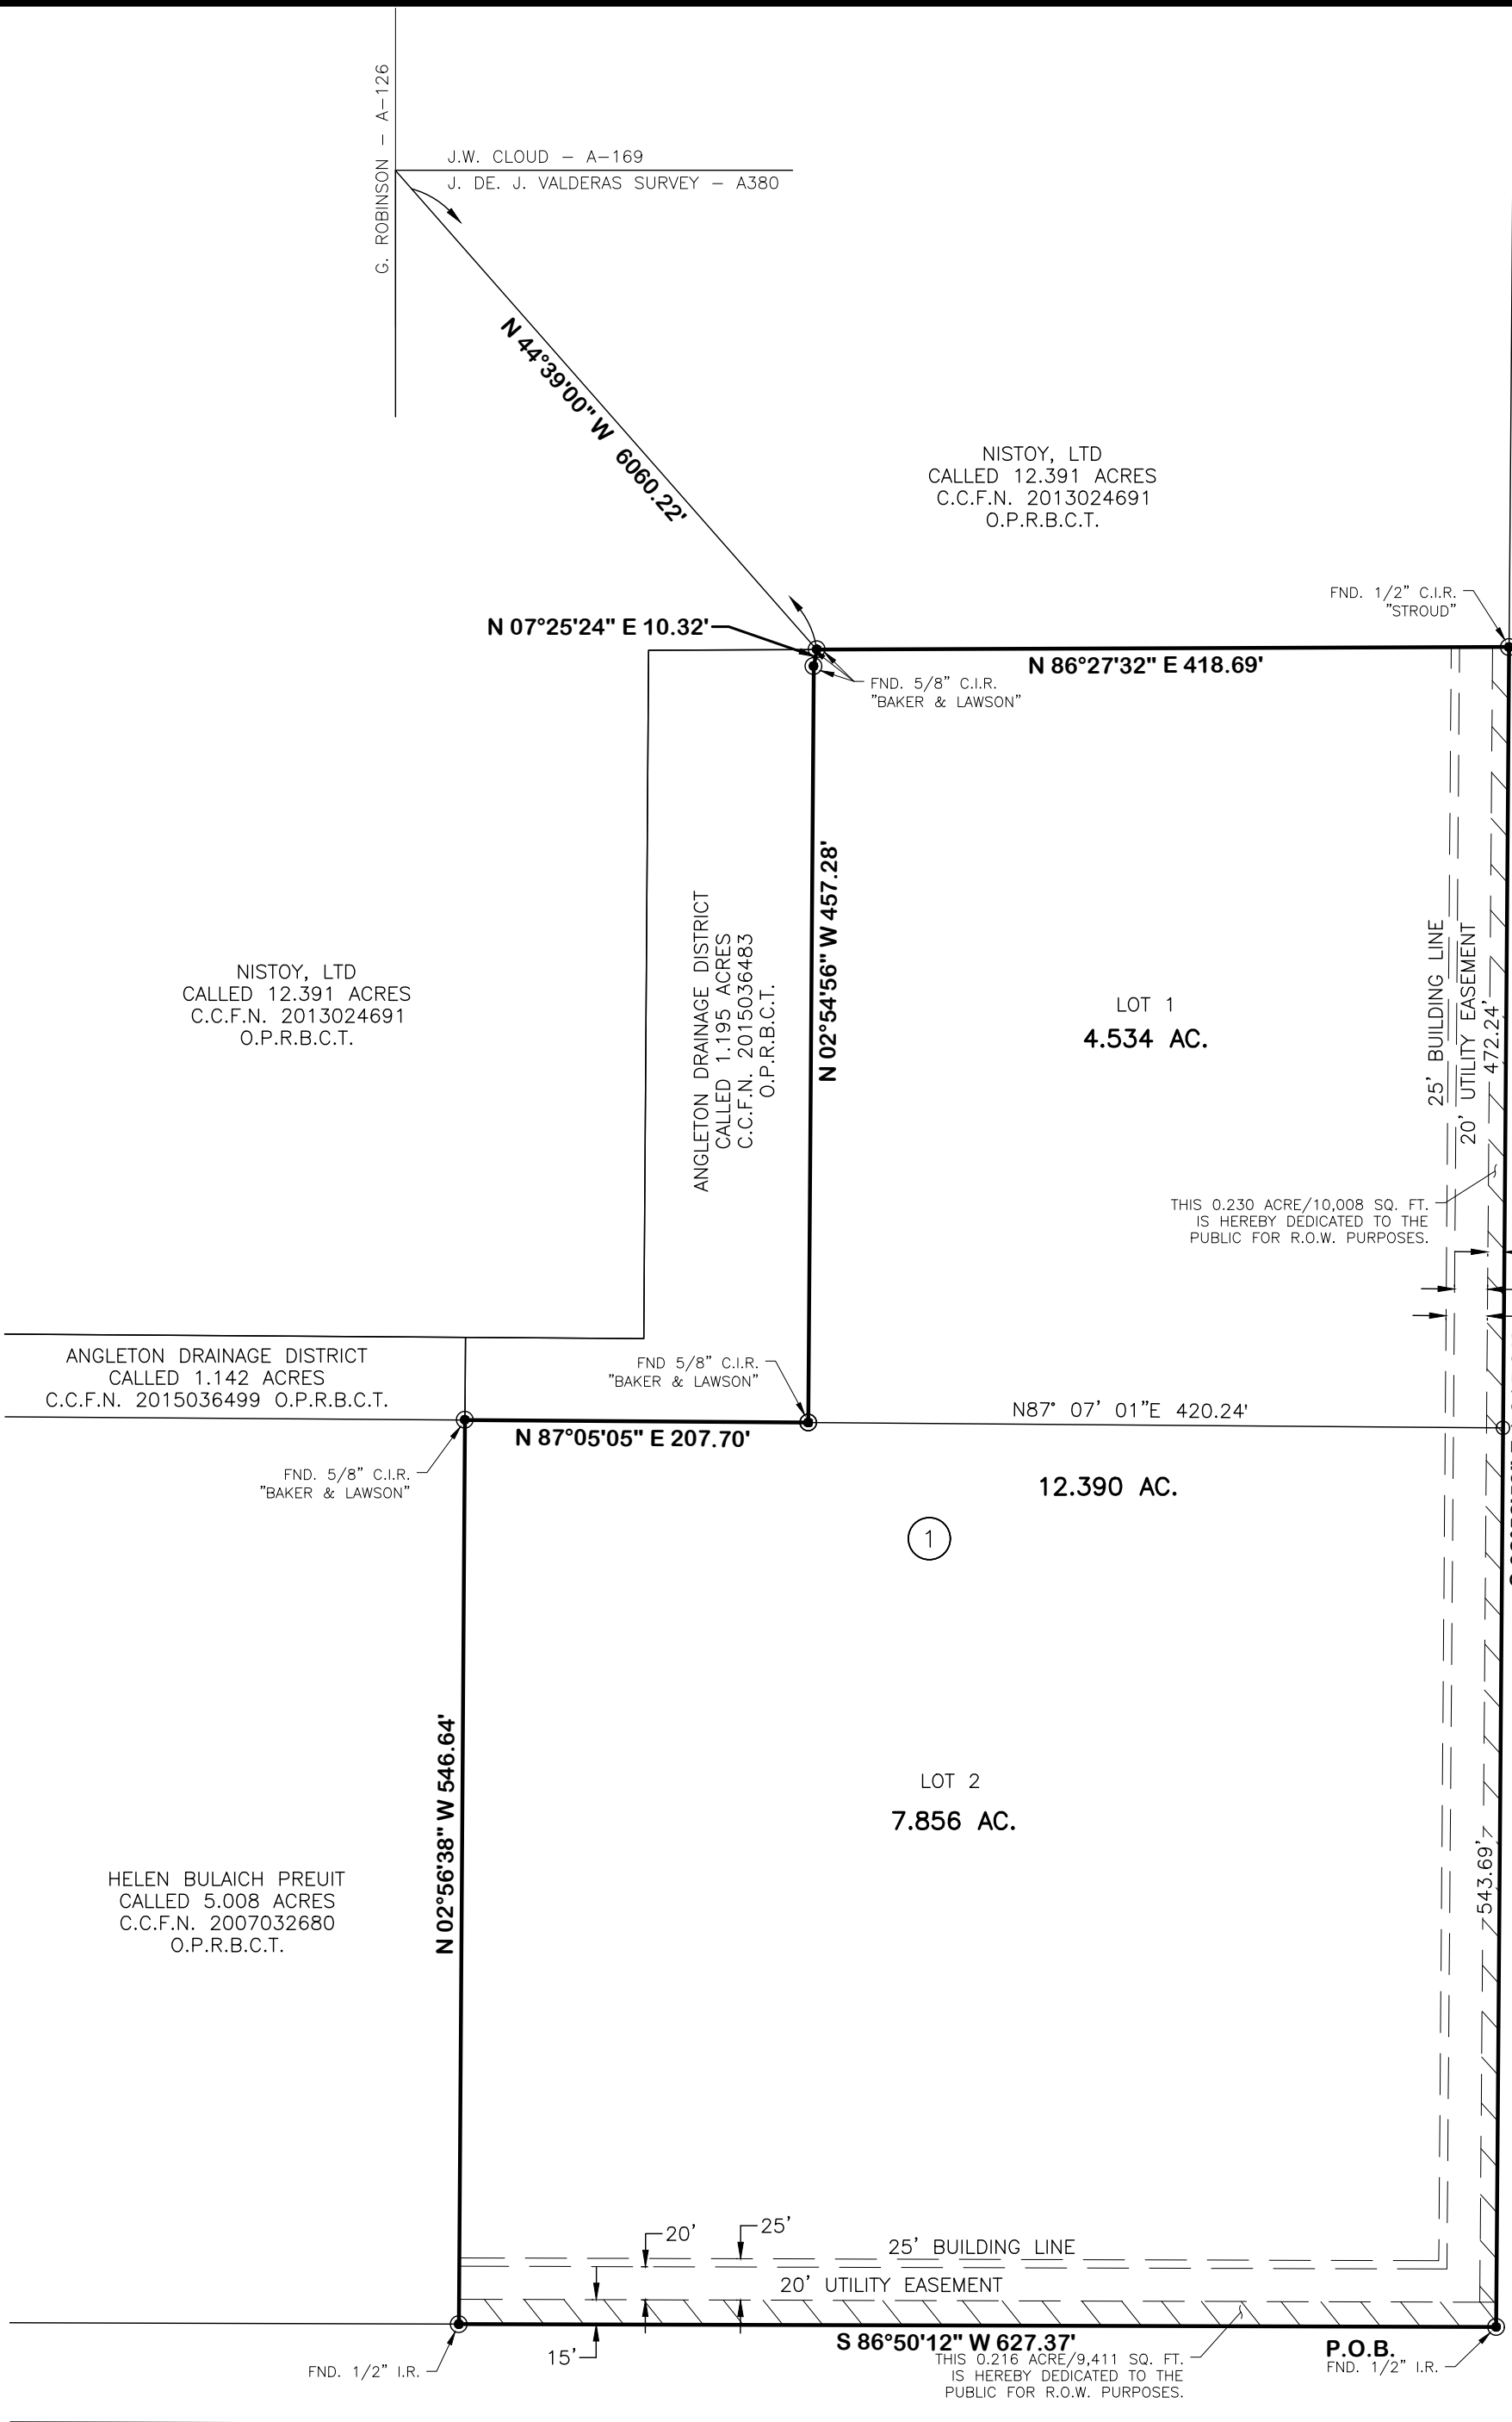 G. ROBINSON - A-126
J.W. CLOUD - A-169
J. DE. J. VALDERAS SURVEY - A380
N 44°39'00" W 6060.22'
NISTOY, LTD
CALLED 12.391 ACRES
C.C.F.N. 2013024691
O.P.R.B.C.T.
FND. 1/2" C.I.R.
"STROUD"
N 07°25'24" E 10.32'
N 86°27'32" E 418.69'
FND. 5/8" C.I.R.
"BAKER & LAWSON"
N 02°54'56" W 457.28'
ANGLETON DRAINAGE DISTRICT
CALLED 1.195 ACRES
C.C.F.N. 2015036483
O.P.R.B.C.T.
NISTOY, LTD
CALLED 12.391 ACRES
C.C.F.N. 2013024691
O.P.R.B.C.T.
LOT 1
4.534 AC.
25' BUILDING LINE
20' UTILITY EASEMENT
472.24'
THIS 0.230 ACRE/10,008 SQ. FT.
IS HEREBY DEDICATED TO THE
PUBLIC FOR R.O.W. PURPOSES.
ANGLETON DRAINAGE DISTRICT
CALLED 1.142 ACRES
C.C.F.N. 2015036499 O.P.R.B.C.T.
FND 5/8" C.I.R.
"BAKER & LAWSON"
N87° 07' 01"E 420.24'
N 87°05'05" E 207.70'
FND. 5/8" C.I.R.
"BAKER & LAWSON"
12.390 AC.
1
N 02°56'38" W 546.64'
LOT 2
7.856 AC.
543.69'
HELEN BULAICH PREUIT
CALLED 5.008 ACRES
C.C.F.N. 2007032680
O.P.R.B.C.T.
20'
25'
25' BUILDING LINE
20' UTILITY EASEMENT
S 86°50'12" W 627.37'
15'
FND. 1/2" I.R.
THIS 0.216 ACRE/9,411 SQ. FT.
IS HEREBY DEDICATED TO THE
PUBLIC FOR R.O.W. PURPOSES.
P.O.B.
FND. 1/2" I.R.